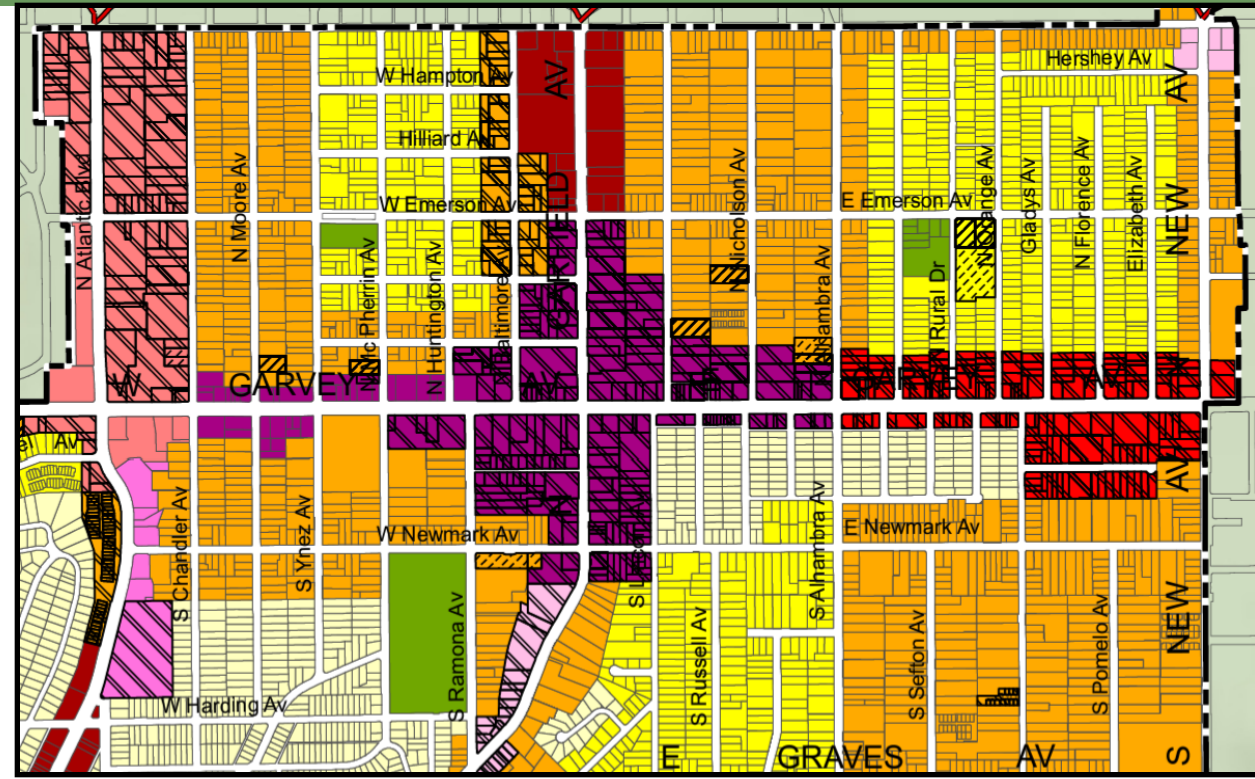 W Hampton Av
Hershey Av
AV
AV
Hilliard Av
N Moore Av
N Nicholson Av
N Atlantic Blvd
W Emerson Av
E Emerson Av
Gladys Av
N Florence Av
Elizabeth Av
NEW
GARFIELD
N Orange Av
N Mc Pherrin Av
N Huntington Av
N Baltimore Av
N Rural Dr
N Alhambra Av
W
GARVEY
AV
E
GARVEY
AV
N
Av
AV
AV
S Chandler Av
S Ynez Av
W Newmark Av
S Lincoln Av
S Alhambra Av
E Newmark Av
S Ramona Av
S Russell Av
S Sefton Av
S Pomelo Av
NEW
W Harding Av
E
GRAVES
AV
S